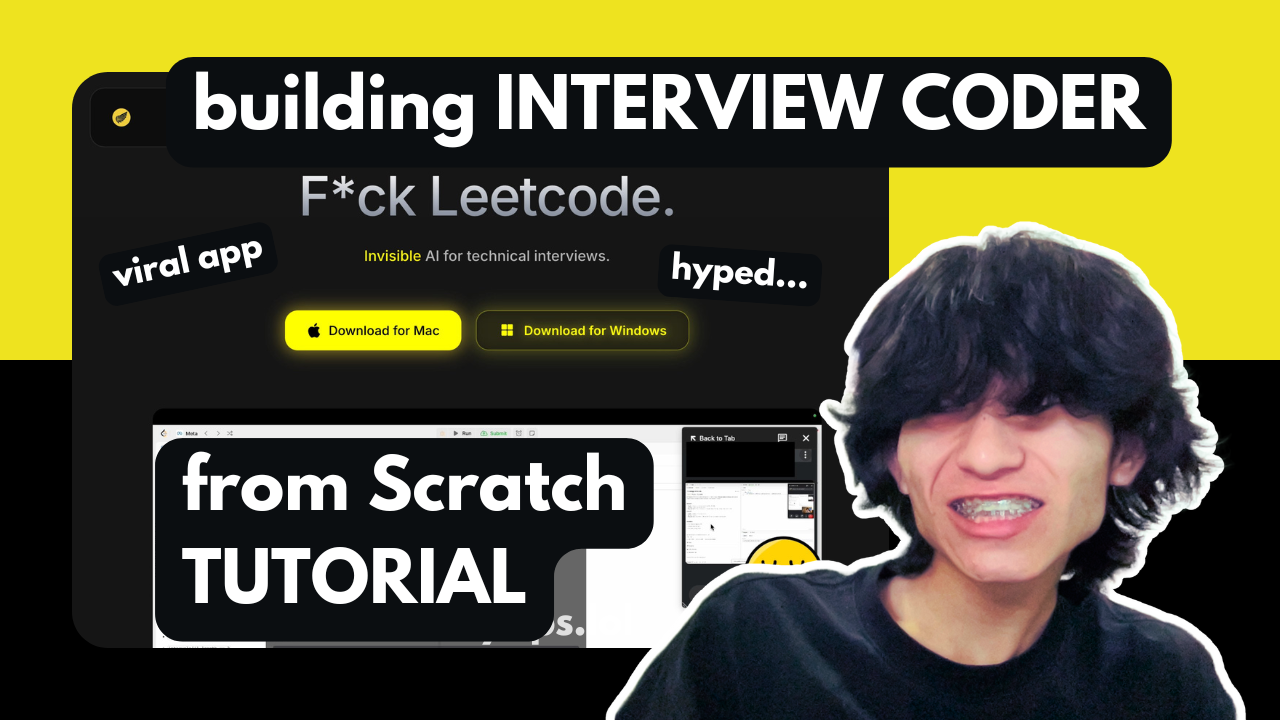 building INTERVIEW CODER
F*ck Leetcode.
viral app
Invisible AI for technical interviews.
hyped...
Download for Mac
Download for Windows
Meta
Run
Submit
Back to Tab
from Scratch
TUTORIAL